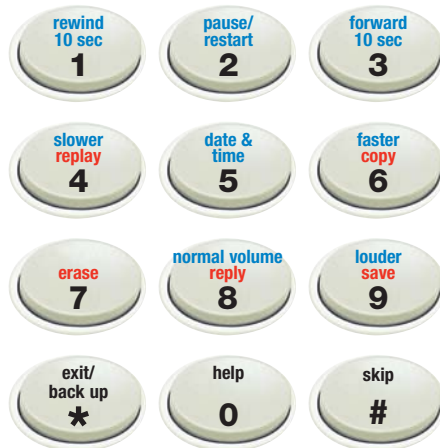 rewind
10 sec
1
pause/
restart
2
forward
10 sec
3
slower
replay
4
date &
time
5
faster
copy
6
erase
7
normal volume
reply
8
louder
save
9
exit/
back up
*
help
0
skip
#